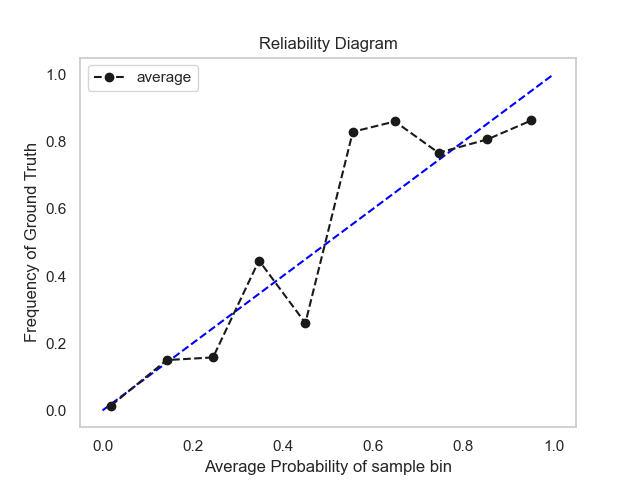 Reliability Diagram
average
Frequency of Ground Truth
1.0
0.8
0.6
0.4
0.2
0.0
0.0 0.2 0.4 0.6 0.8 1.0
Average Probability of sample bin